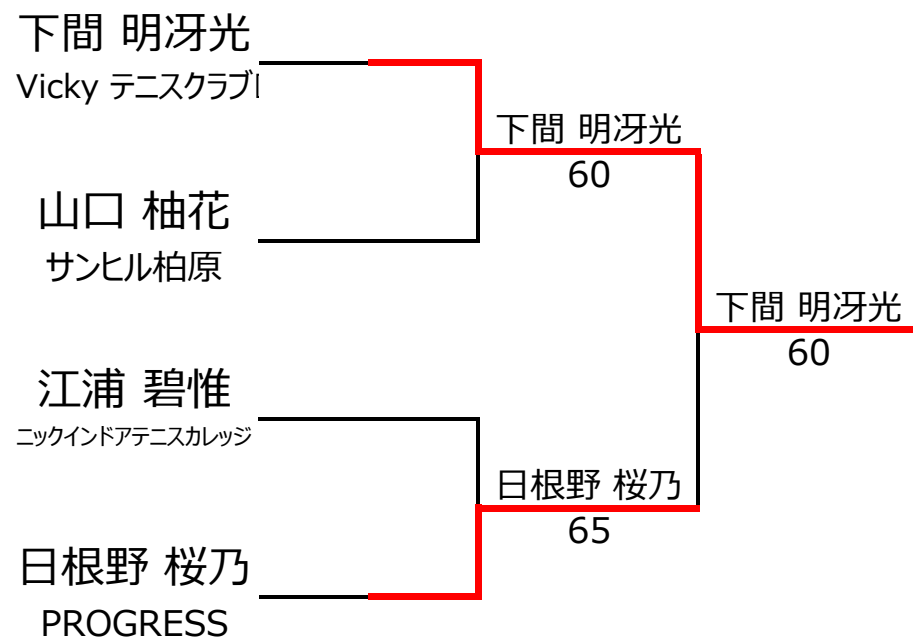 下間 明冴光
Vicky テニスクラブ
下間 明冴光
60
山口 柚花
サンヒル柏原
下間 明冴光
60
江浦 碧惟
ニックインドアテニスカレッジ
日根野 桜乃
65
日根野 桜乃
PROGRESS